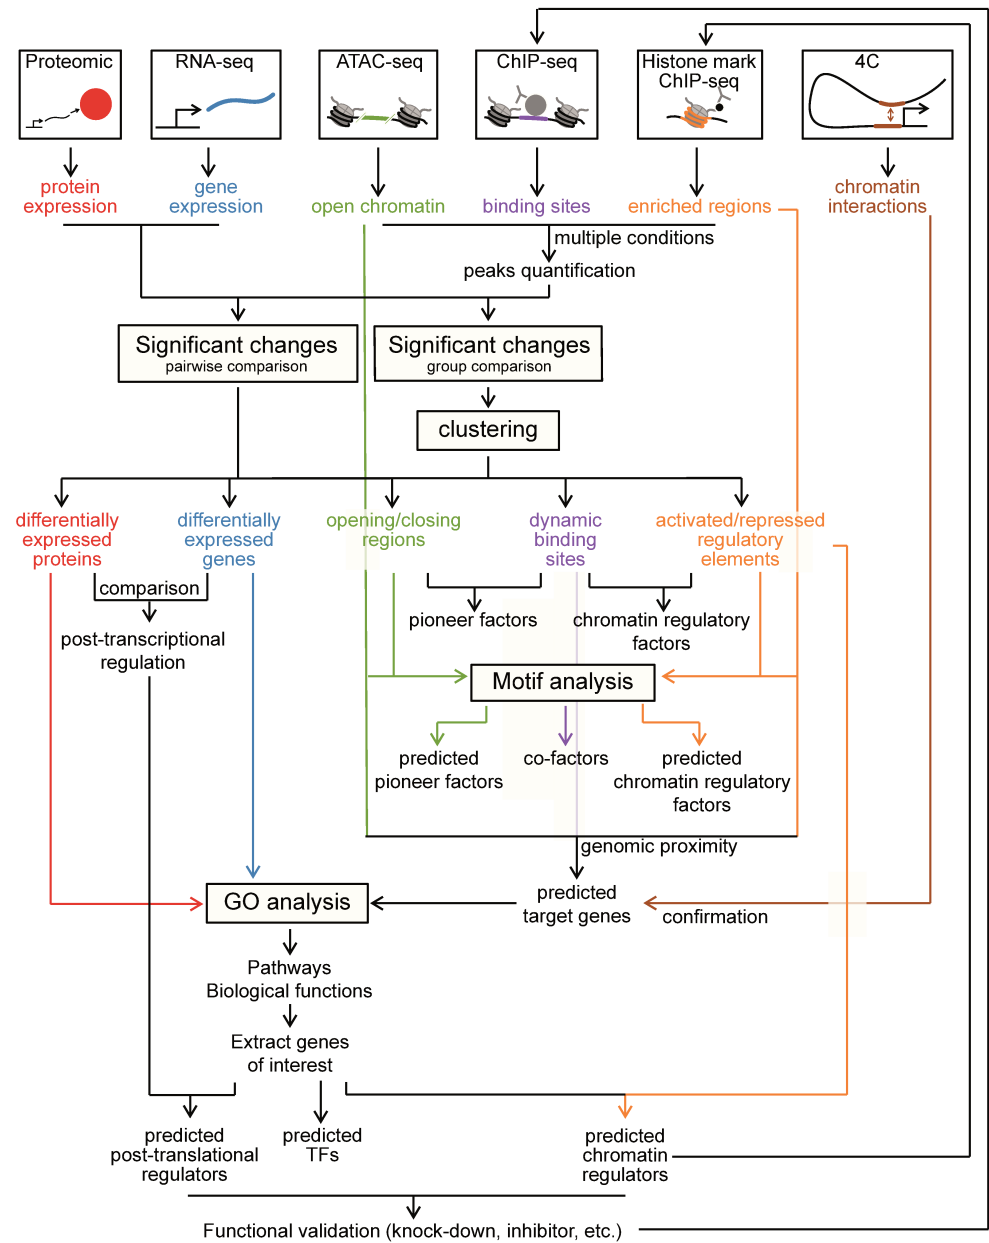 Proteomic
RNA-seq
ATAC-seq
ChIP-seq
Histone mark
ChIP-seq
4C
protein
expression
gene
expression
open chromatin
binding sites
enriched regions
chromatin
interactions
multiple conditions
peaks quantification
Significant changes
pairwise comparison
Significant changes
group comparison
clustering
differentially
expressed
proteins
differentially
expressed
genes
opening/closing
regions
dynamic
binding
sites
activated/repressed
regulatory
elements
comparison
post-transcriptional
regulation
pioneer factors
chromatin regulatory
factors
Motif analysis
predicted
pioneer factors
co-factors
predicted
chromatin regulatory
factors
genomic proximity
GO analysis
predicted
target genes
confirmation
Pathways
Biological functions
Extract genes
of interest
predicted
post-translational
regulators
predicted
TFs
predicted
chromatin
regulators
Functional validation (knock-down, inhibitor, etc.)